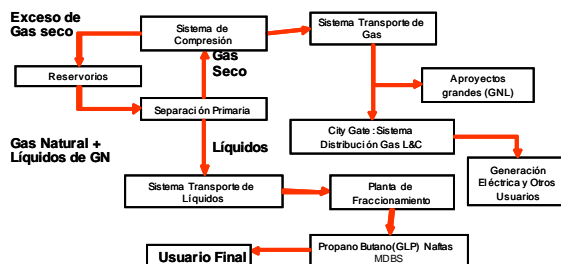 Exceso de
Gas seco
Sistema de
Compresión
Sistema Transporte de
Gas
Gas
Seco
Reservorios
Aproyectos
grandes (GNL)
Separación Primaria
Gas Natural +
Líquidos de GN
Líquidos
City Gate :Sistema
Distribución Gas L&C
Sistema Transporte de
Líquidos
Planta de
Fraccionamiento
Generación
Eléctrica y Otros
Usuarios
Usuario Final
Propano Butano(GLP) Naftas
MDBS